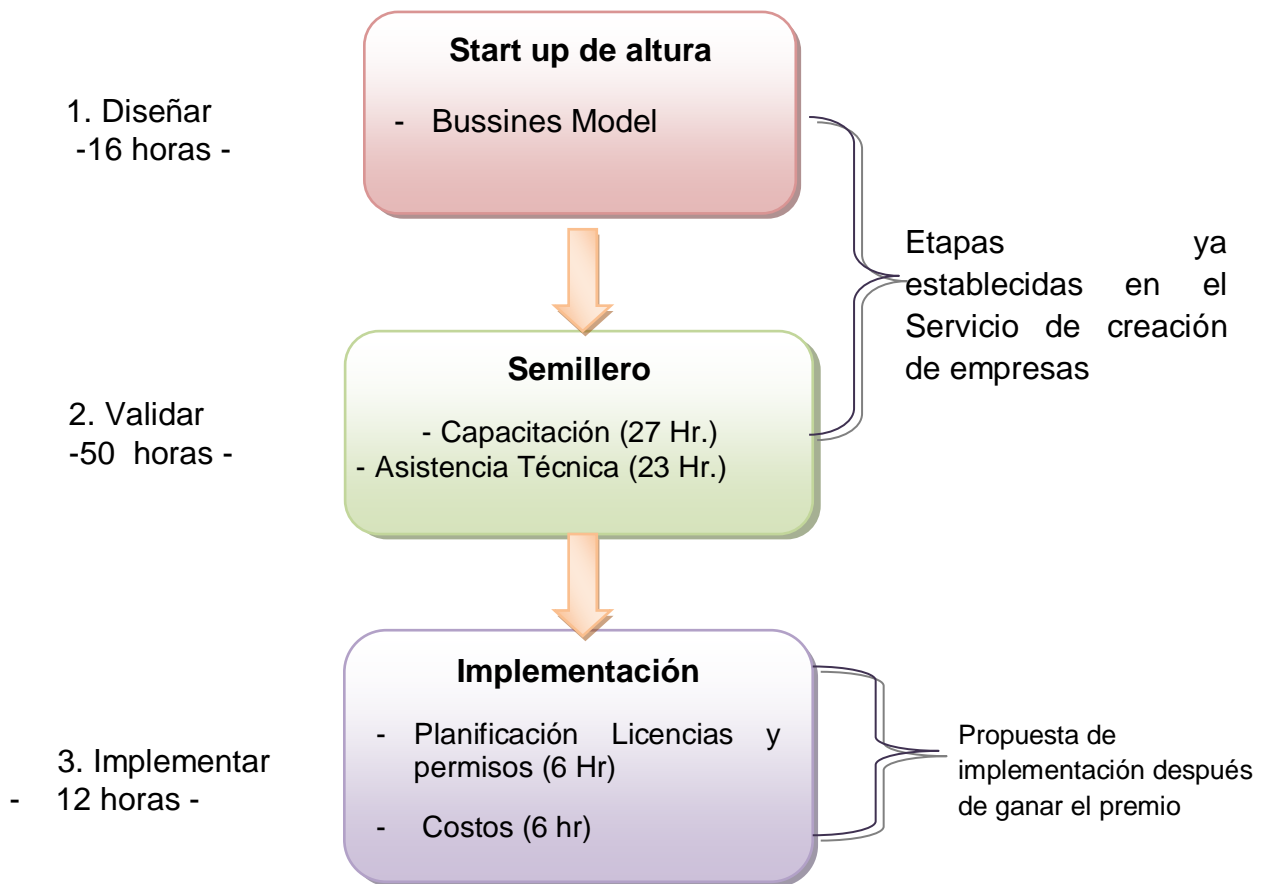 Start up de altura
1. Diseñar
-16 horas -
- Bussines Model
Etapas ya
establecidas en el
Servicio de creación
de empresas
Semillero
2. Validar
-50 horas -
- Capacitación (27 Hr.)
- Asistencia Técnica (23 Hr.)
Implementación
3. Implementar
- 12 horas -
- Planificación Licencias y
permisos (6 Hr)
- Costos (6 hr)
Propuesta de
implementación después
de ganar el premio